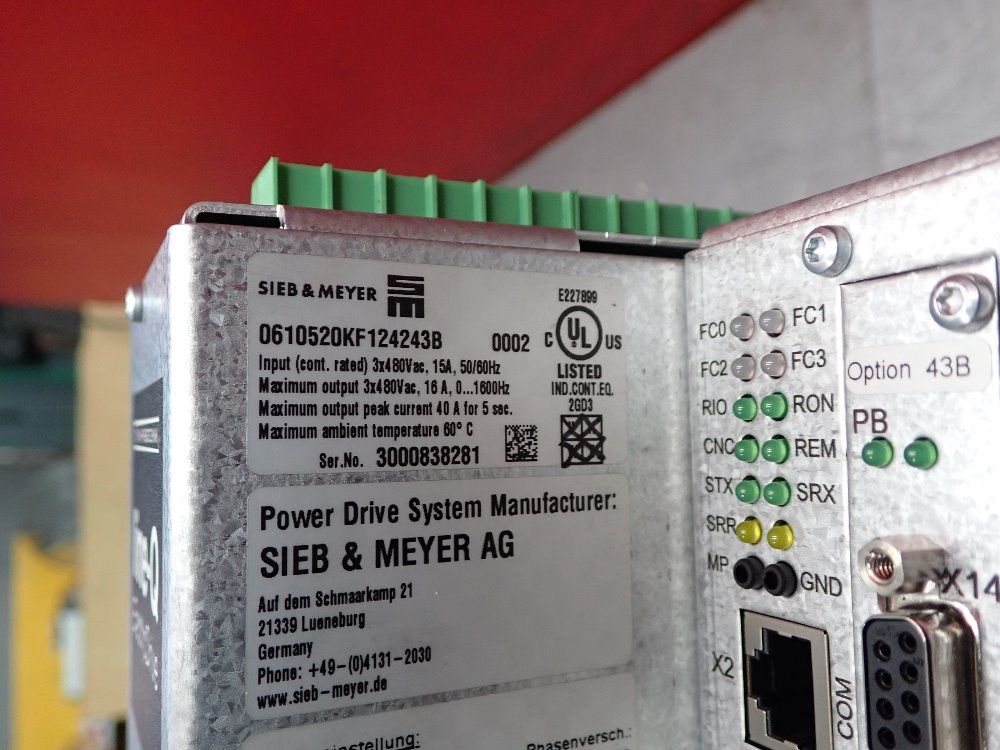 SIEB & MEYER
SM
0610520KF124243B 0002
Input (cont. rated) 3x480Vac, 15A, 50/60Hz
Maximum output 3x480Vac, 16 A, 0...1600Hz
Maximum output peak current 40 A for 5 sec.
Maximum ambient temperature 60° C
Ser.No. 3000838281
E227899
C UL US
LISTED
IND.CONT.EQ.
2GD3
Power Drive System Manufacturer:
SIEB & MEYER AG
Auf dem Schmaarkamp 21
21339 Lueneburg
Germany
Phone: +49-(0)4131-2030
www.sieb-meyer.de
Phasenversch.:
FC0 FC1
FC2 FC3
RIO RON
CNC REM
STX SRX
SRR
MP GND
X2
COM
Option 43B
PB
X14